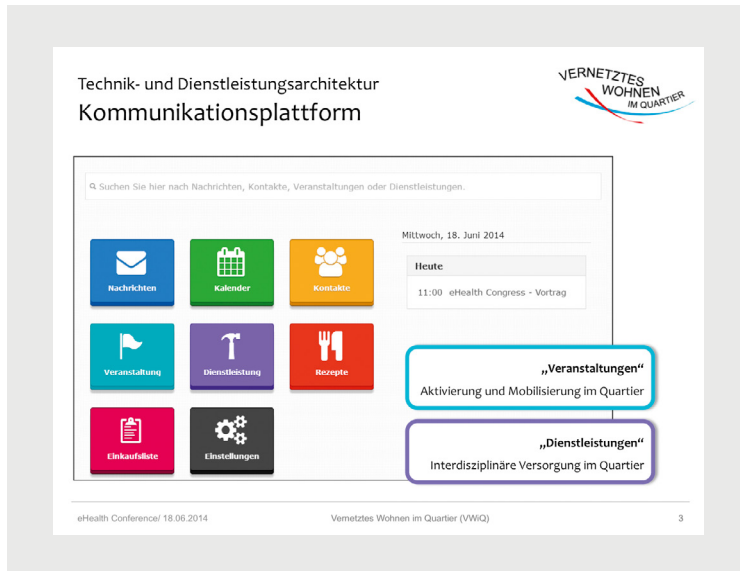 Technik- und Dienstleistungsarchitektur
Kommunikationsplattform
VERNETZTES
WOHNEN
IM QUARTIER
Suchen Sie hier nach Nachrichten, Kontakte, Veranstaltungen oder Dienstleistungen.
Mittwoch, 18. Juni 2014
Heute
11:00 eHealth Congress - Vortrag
Nachrichten
Kalender
Kontakte
Veranstaltung
Dienstleistung
Rezepte
Einkaufsliste
Einstellungen
„Veranstaltungen“
Aktivierung und Mobilisierung im Quartier
„Dienstleistungen“
Interdisziplinäre Versorgung im Quartier
eHealth Conference/ 18.06.2014
Vernetztes Wohnen im Quartier (VWiQ)
3